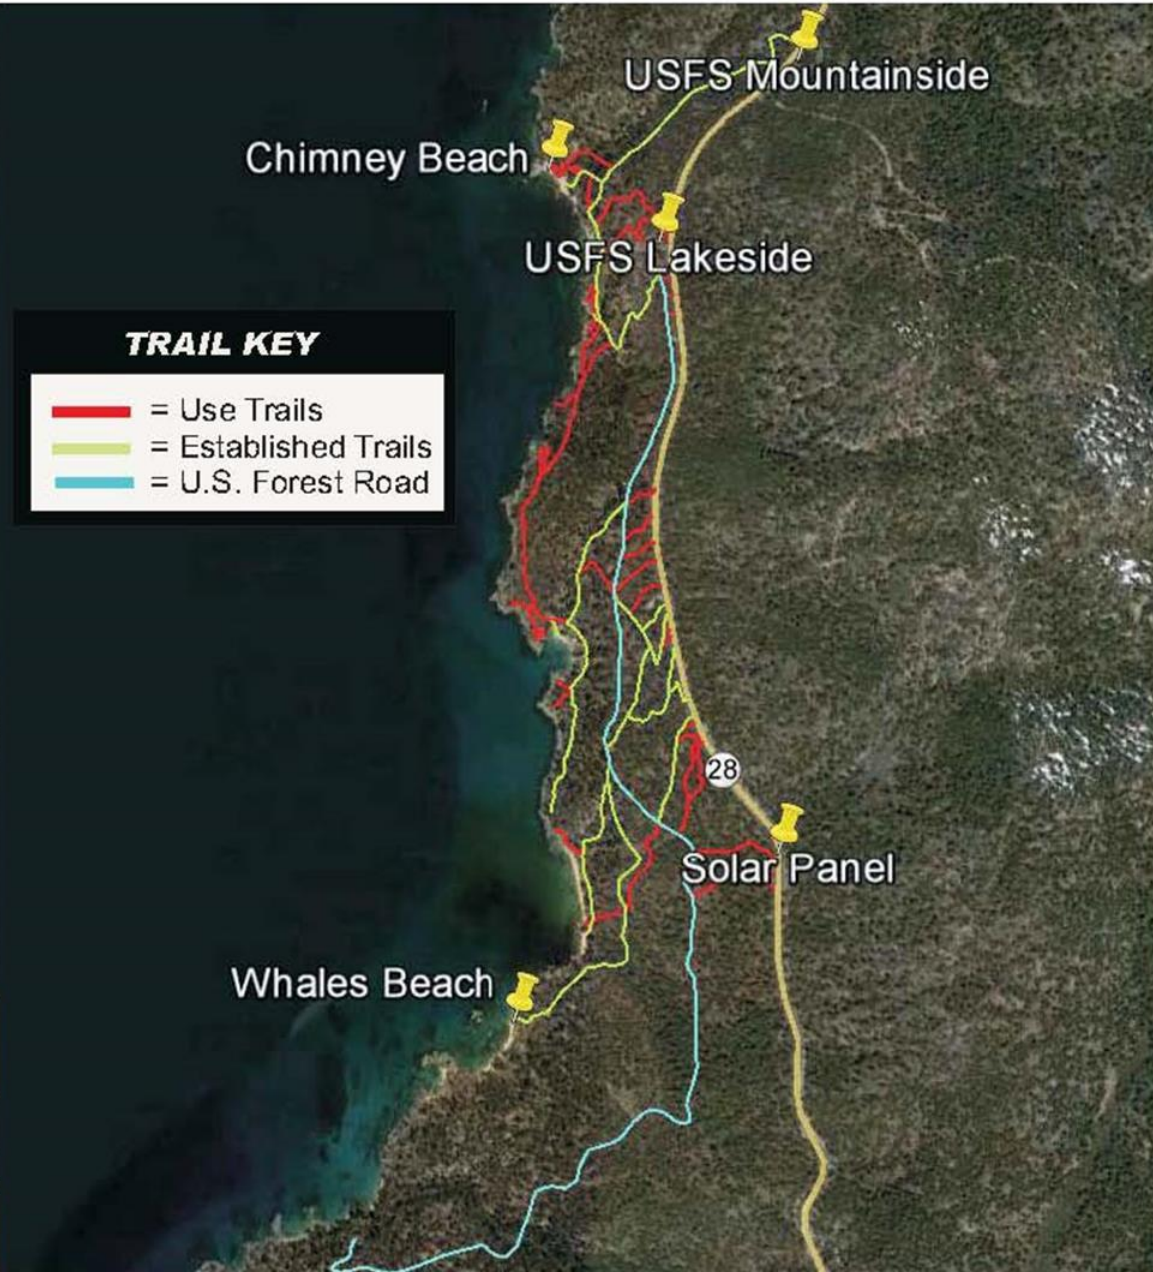 USFS Mountainside
Chimney Beach
USFS Lakeside
TRAIL KEY
= Use Trails
= Established Trails
= U.S. Forest Road
28
Solar Panel
Whales Beach